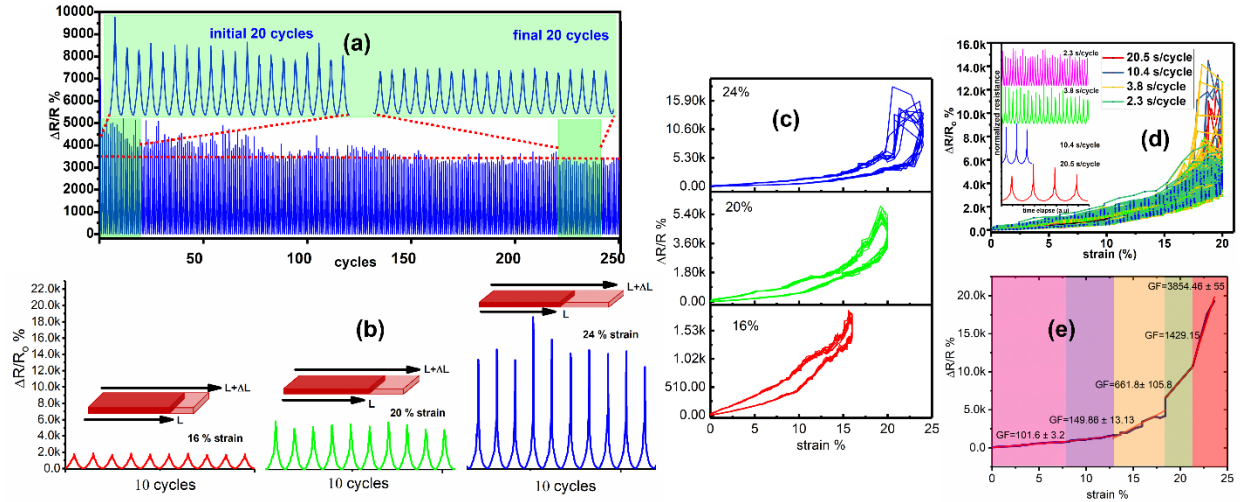 10000
9000
8000
7000
6000
5000
4000
3000
2000
1000
0
ΔR/R %
initial 20 cycles
(a)
final 20 cycles
50
100
150
200
250
cycles
22.0k
20.0k
18.0k
16.0k
14.0k
12.0k
10.0k
8.0k
6.0k
4.0k
2.0k
0.0
ΔR/R₀ %
(b)
L+ΔL
L
16 % strain
L+ΔL
L
20 % strain
L+ΔL
L
24 % strain
10 cycles
10 cycles
10 cycles
(c)
ΔR/R %
24%
15.90k
10.60k
5.30k
0.00
20%
5.40k
3.60k
1.80k
0.00
16%
1.53k
1.02k
510.00
0.00
0
5
10
15
20
25
strain %
(d)
16.0k
14.0k
12.0k
10.0k
8.0k
6.0k
4.0k
2.0k
0.0
ΔR/R₀ %
normalized resistance
2.3 s/cycle
3.8 s/cycle
10.4 s/cycle
20.5 s/cycle
time elapse (a.u)
20.5 s/cycle
10.4 s/cycle
3.8 s/cycle
2.3 s/cycle
0
5
10
15
20
strain (%)
(e)
20.0k
15.0k
10.0k
5.0k
0.0
ΔR/R %
GF=3854.46 ± 55
GF=1429.15
GF=661.8± 105.8
GF=149.86 ± 13.13
GF=101.6 ± 3.2
0
5
10
15
20
25
strain %